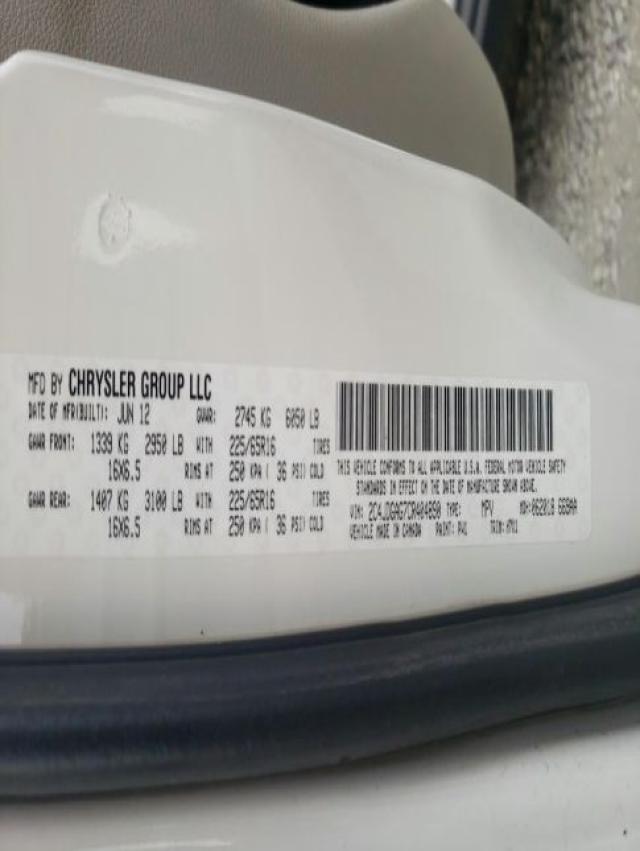 MFD BY CHRYSLER GROUP LLC
DATE OF MFR(BUILT): JUN 12 GVWR: 2745 KG 6050 LB
GAWR FRONT: 1339 KG 2950 LB WITH 225/65R16 TIRES
16X6.5 RIMS AT 250 KPA ( 36 PSI) COLD
GAWR REAR: 1407 KG 3100 LB WITH 225/65R16 TIRES
16X6.5 RIMS AT 250 KPA ( 36 PSI) COLD
THIS VEHICLE CONFORMS TO ALL APPLICABLE U.S.A. FEDERAL MOTOR VEHICLE SAFETY
STANDARDS IN EFFECT ON THE DATE OF MANUFACTURE SHOWN ABOVE.
VIN: TYPE: MPV MDH:
VEHICLE MADE IN CANADA PAINT: TRIM: